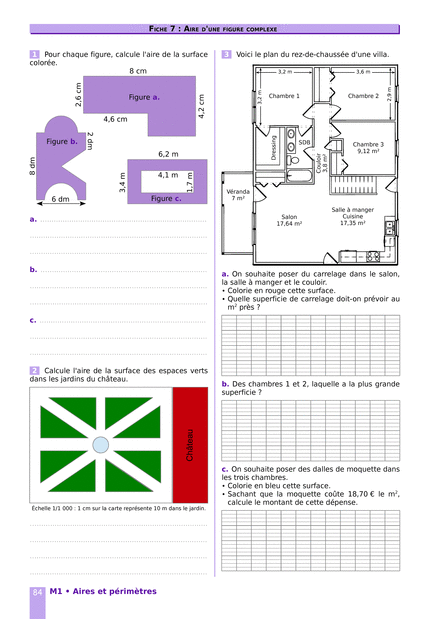 Fiche 7 : Aire d'une figure complexe
1 Pour chaque figure, calcule l'aire de la surface
colorée.
8 cm
2,6 cm
Figure a.
4,2 cm
4,6 cm
Figure b.
2 dm
8 dm
6 dm
6,2 m
3,4 m
4,1 m
1,7 m
Figure c.
a.
b.
c.
2 Calcule l'aire de la surface des espaces verts
dans les jardins du château.
Château
Échelle 1/1 000 : 1 cm sur la carte représente 10 m dans le jardin.
3 Voici le plan du rez-de-chaussée d'une villa.
3,2 m
3,6 m
3,2 m
2,9 m
Chambre 1
Chambre 2
Dressing
SDB
Couloir
3,8 m²
Chambre 3
9,12 m²
Véranda
7 m²
Salon
17,64 m²
Salle à manger
Cuisine
17,35 m²
a. On souhaite poser du carrelage dans le salon,
la salle à manger et le couloir.
• Colorie en rouge cette surface.
• Quelle superficie de carrelage doit-on prévoir au
m² près ?
b. Des chambres 1 et 2, laquelle a la plus grande
superficie ?
c. On souhaite poser des dalles de moquette dans
les trois chambres.
• Colorie en bleu cette surface.
• Sachant que la moquette coûte 18,70 € le m²,
calcule le montant de cette dépense.
84 M1 • Aires et périmètres